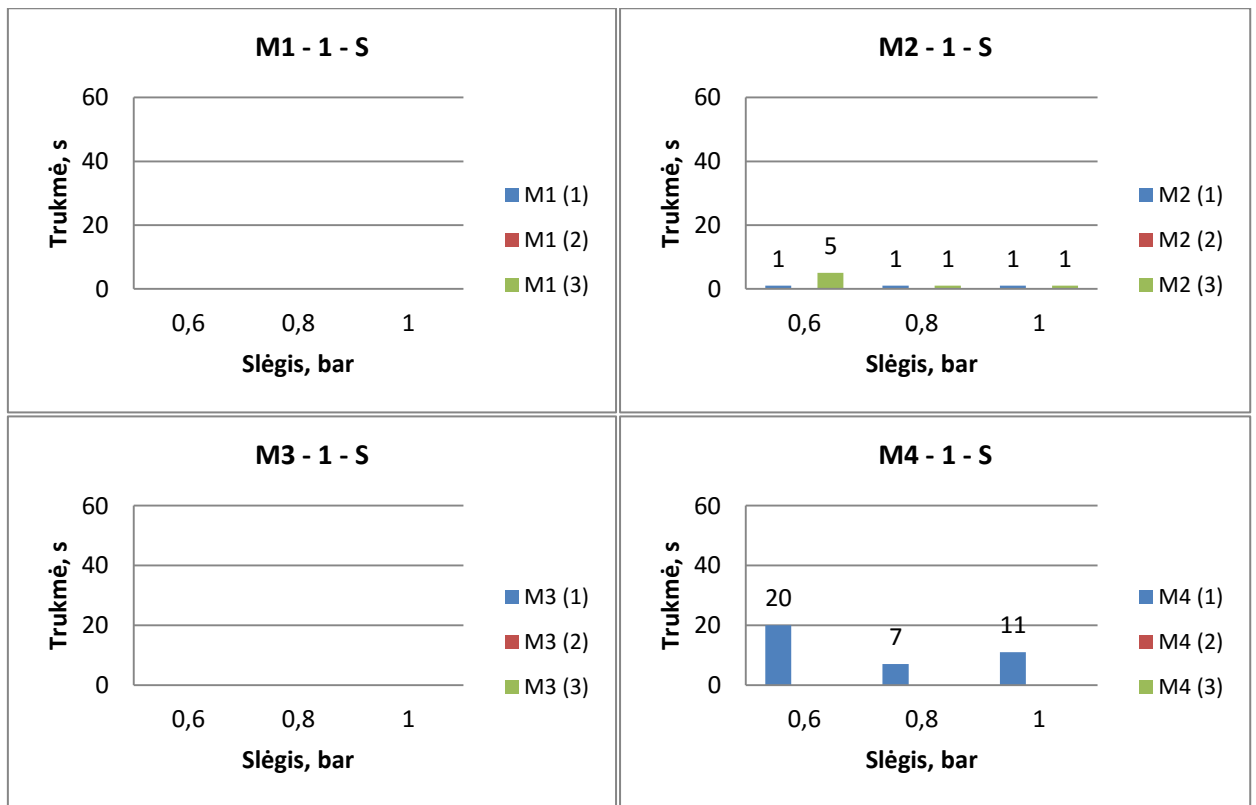 M1 - 1 - S
Trukmė, s
60
40
20
0
0,6 0,8 1
Slėgis, bar
M1 (1)
M1 (2)
M1 (3)
M2 - 1 - S
Trukmė, s
60
40
20
0
1 5 1 1 1 1
0,6 0,8 1
Slėgis, bar
M2 (1)
M2 (2)
M2 (3)
M3 - 1 - S
Trukmė, s
60
40
20
0
0,6 0,8 1
Slėgis, bar
M3 (1)
M3 (2)
M3 (3)
M4 - 1 - S
Trukmė, s
60
40
20
0
20 7 11
0,6 0,8 1
Slėgis, bar
M4 (1)
M4 (2)
M4 (3)